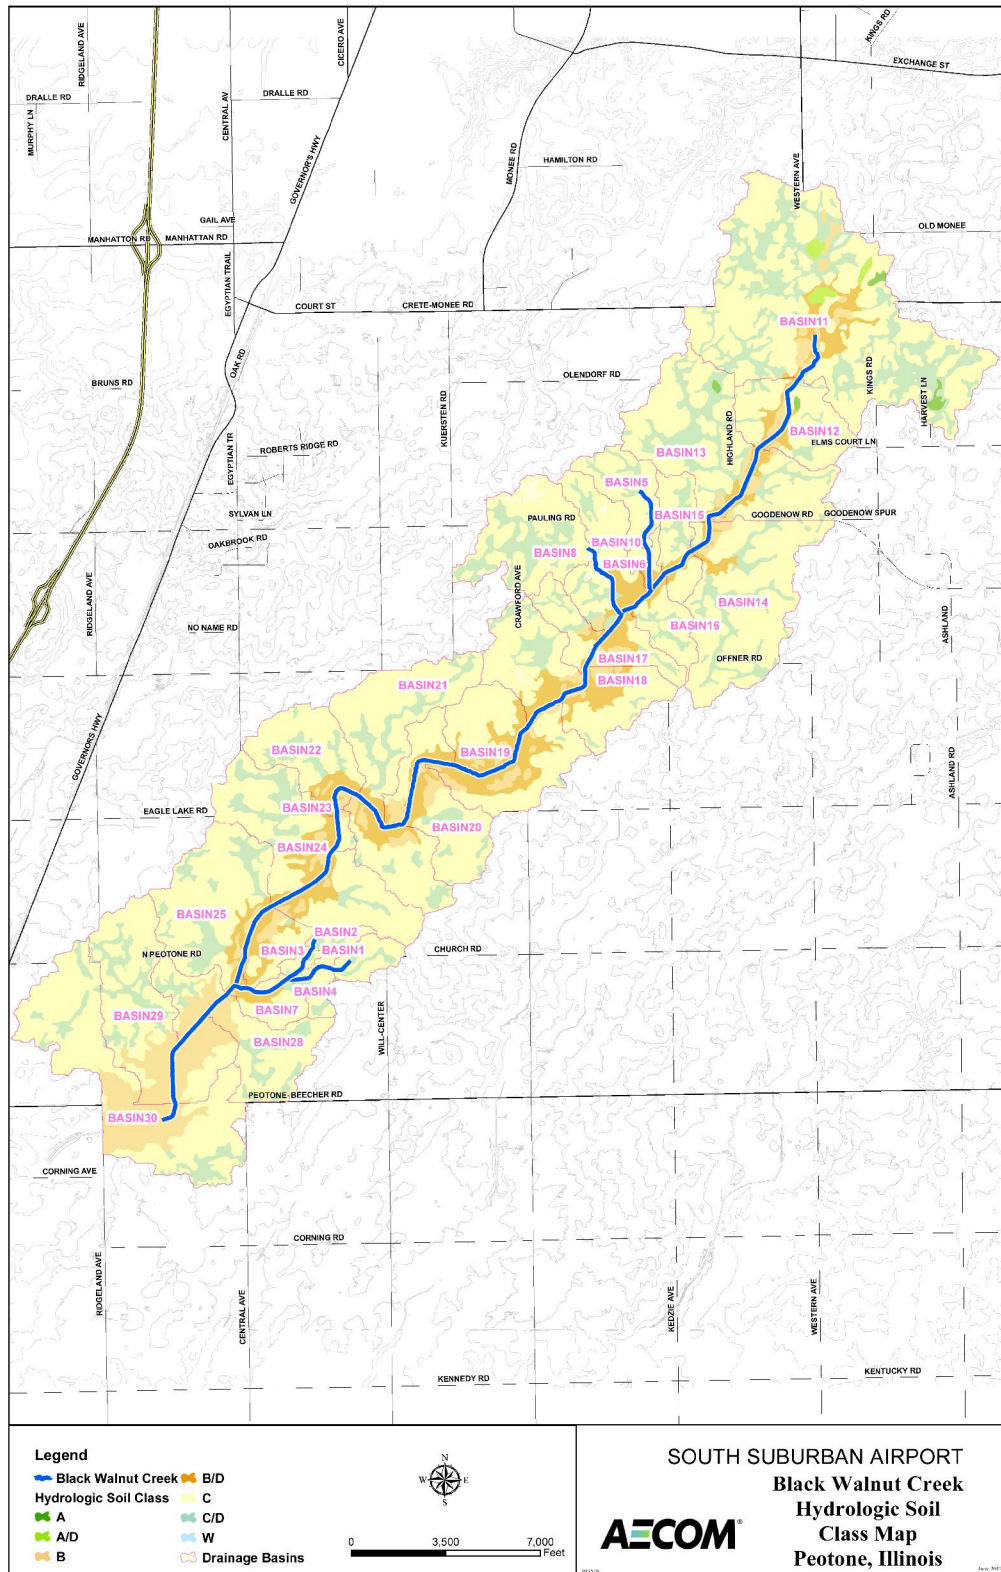 RIDGELAND AVE
CICERO AVE
KINGS RD
EXCHANGE ST
DRALLE RD
DRALLE RD
MURPHY LN
CENTRAL AV
GOVERNOR'S HWY
MONEE RD
HAMILTON RD
WESTERN AVE
GAIL AVE
MANHATTON RD
MANHATTAN RD
OLD MONEE
EGYPTIAN TRAIL
COURT ST
CRETE-MONEE RD
BASIN11
OAK RD
BRUNS RD
OLENDORF RD
KINGS RD
HARVEST LN
KUERSTEN RD
HIGHLAND RD
BASIN12
ELMS COURT LN
EGYPTIAN TR
ROBERTS RIDGE RD
BASIN13
BASIN5
SYLVAN LN
PAULING RD
BASIN15
GOODENOW RD
GOODENOW SPUR
OAKBROOK RD
BASIN10
BASIN8
BASIN6
RIDGELAND AVE
CRAWFORD AVE
BASIN14
ASHLAND
NO NAME RD
BASIN16
BASIN17
OFFNER RD
BASIN18
BASIN21
GOVERNORS HWY
BASIN22
BASIN19
ASHLAND RD
EAGLE LAKE RD
BASIN23
BASIN20
BASIN24
BASIN25
BASIN2
N PEOTONE RD
BASIN3
BASIN1
CHURCH RD
BASIN4
BASIN7
BASIN29
WILL-CENTER
BASIN28
PEOTONE-BEECHER RD
BASIN30
CORNING AVE
CORNING RD
RIDGELAND AVE
CENTRAL AVE
KEDZIE AVE
WESTERN AVE
KENNEDY RD
KENTUCKY RD
Legend
Black Walnut Creek
B/D
Hydrologic Soil Class
C
A
C/D
A/D
W
B
Drainage Basins
N
W
E
S
0
3,500
7,000
Feet
AECOM
SOUTH SUBURBAN AIRPORT
Black Walnut Creek
Hydrologic Soil
Class Map
Peotone, Illinois